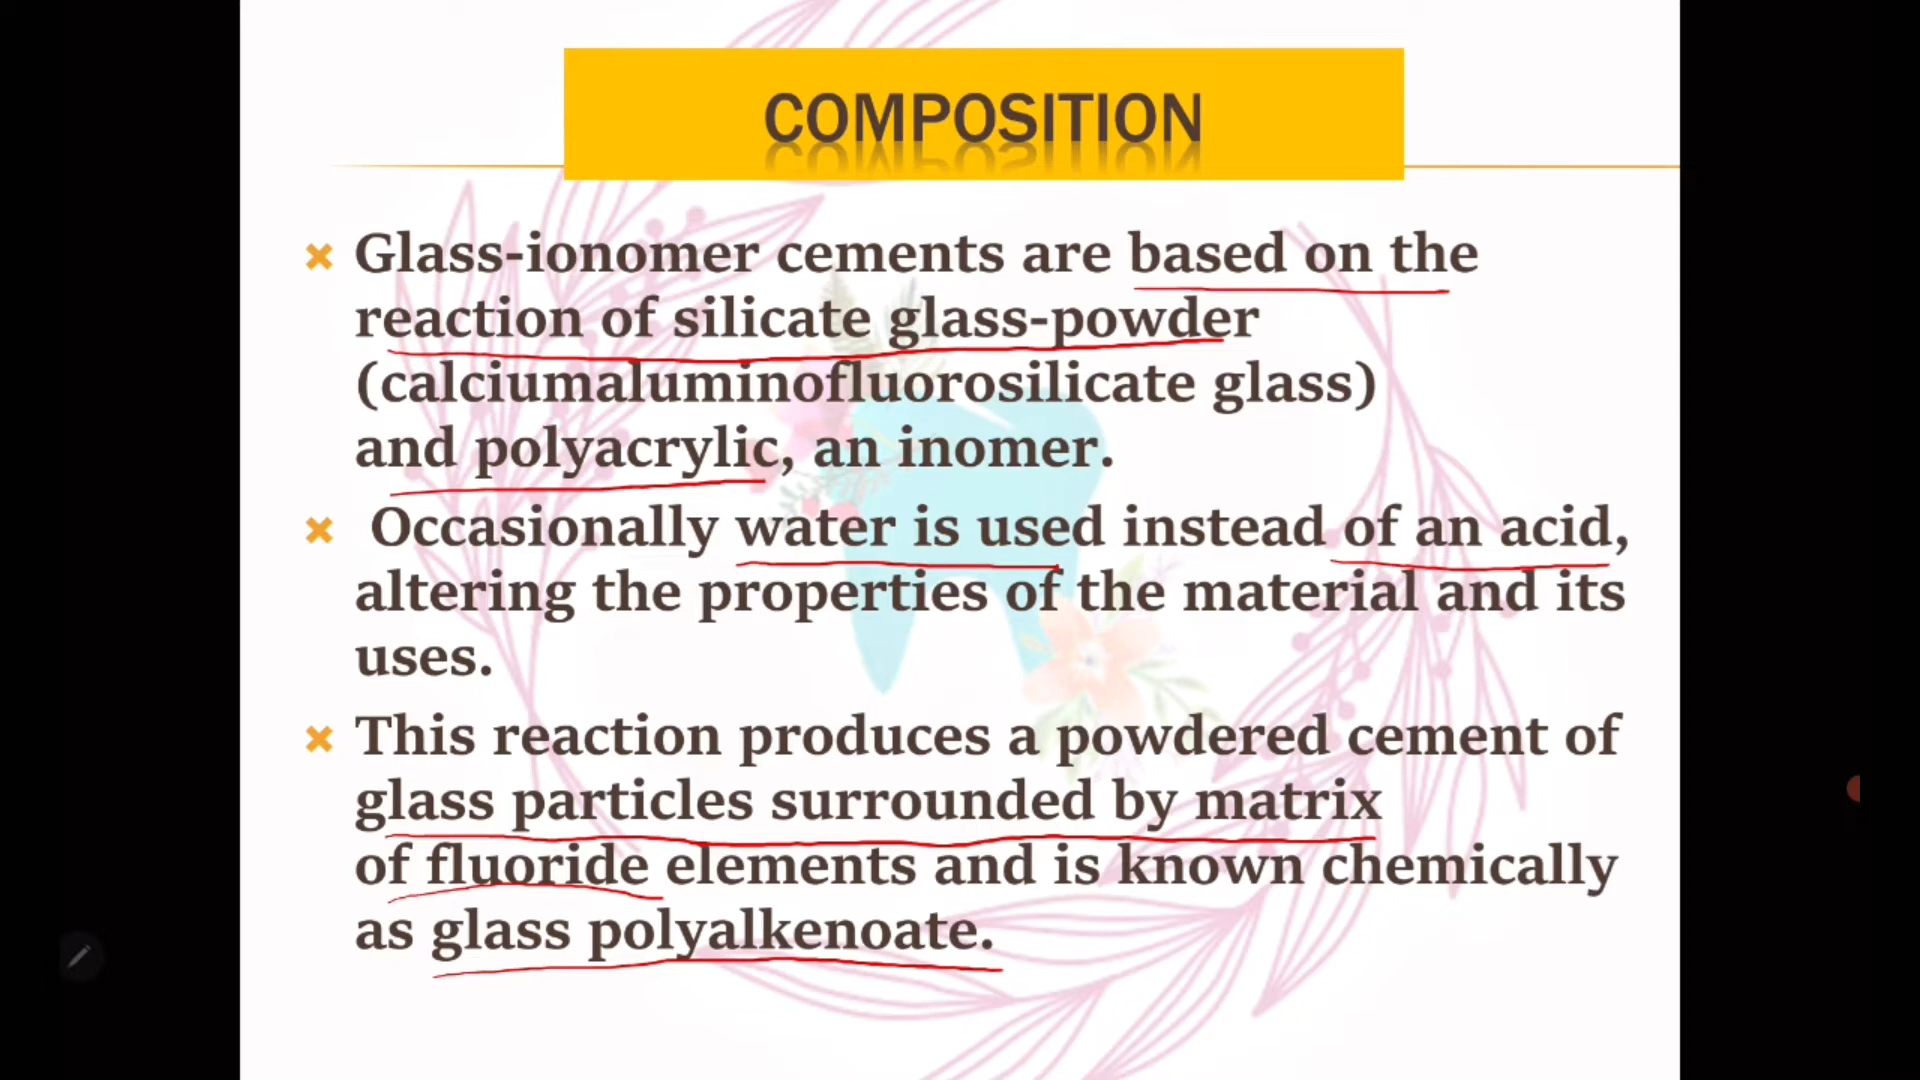 COMPOSITION
Glass-ionomer cements are based on the
reaction of silicate glass-powder
(calciumaluminofluorosilicate glass)
and polyacrylic, an inomer.
Occasionally water is used instead of an acid,
altering the properties of the material and its
uses.
This reaction produces a powdered cement of
glass particles surrounded by matrix
of fluoride elements and is known chemically
as glass polyalkenoate.